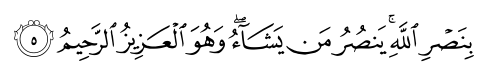 بِنَصْرِ ٱللَّهِ ۚ يَنصُرُ مَن يَشَآءُ ۖ وَهُوَ ٱلْعَزِيزُ ٱلرَّحِيمُ ۝٥